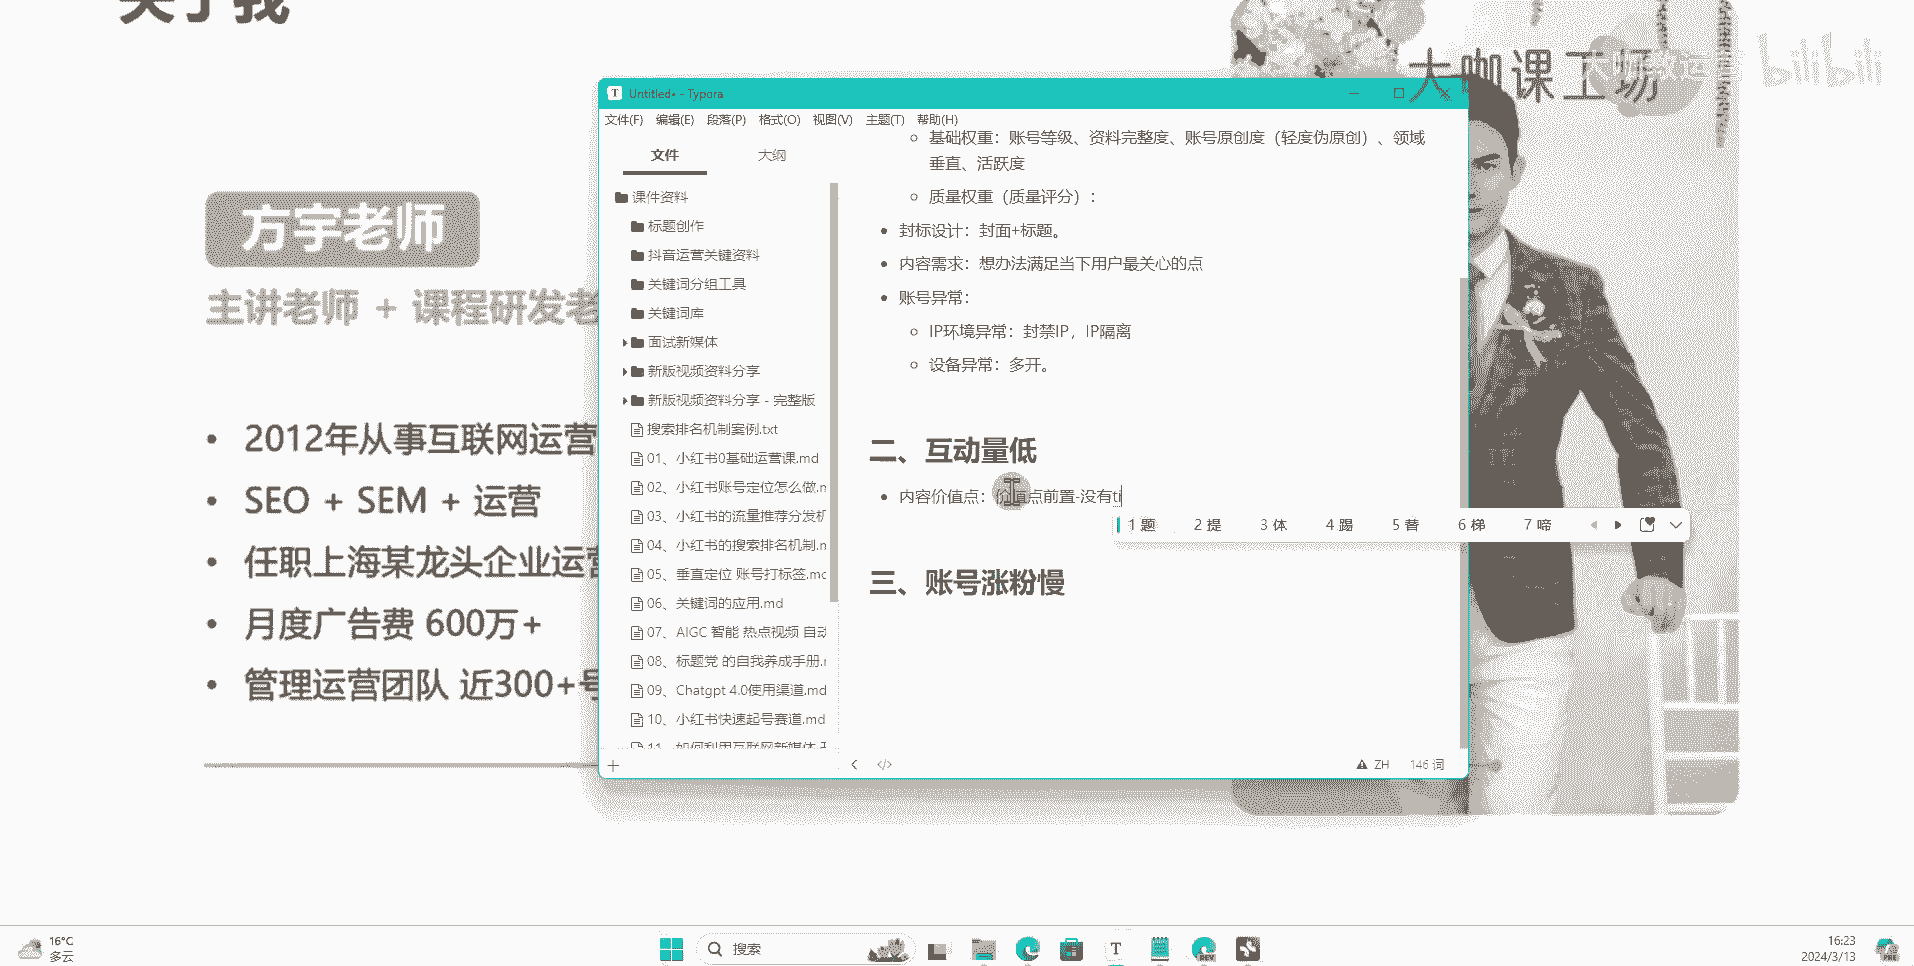 关于我
大咖课工场
bilibili
方宇老师
主讲老师 + 课程研发老
• 2012年从事互联网运营
• SEO + SEM + 运营
• 任职上海某龙头企业运营
• 月度广告费 600万+
• 管理运营团队 近300+号
Untitled• - Typora
文件(F) 编辑(E) 段落(P) 格式(O) 视图(V) 主题(T) 帮助(H)
文件 大纲
课件资料
标题创作
抖音运营关键资料
关键词分组工具
关键词库
面试新媒体
新版视频资料分享
新版视频资料分享 - 完整版
搜索排名机制案例.txt
01、小红书0基础运营课.md
02、小红书账号定位怎么做.m
03、小红书的流量推荐分发机
04、小红书的搜索排名机制.m
05、垂直定位 账号打标签.md
06、关键词的应用.md
07、AIGC 智能 热点视频 自动
08、标题党 的自我养成手册.m
09、Chatgpt 4.0使用渠道.md
10、小红书快速起号赛道.md
11、如何利用互联网新媒体
基础权重：账号等级、资料完整度、账号原创度（轻度伪原创）、领域
垂直、活跃度
质量权重（质量评分）：
封标设计：封面+标题。
内容需求：想办法满足当下用户最关心的点
账号异常：
IP环境异常：封禁IP，IP隔离
设备异常：多开。
二、互动量低
内容价值点：价值点前置-没有ti
1 题 2 提 3 体 4 踢 5 替 6 梯 7 啼
三、账号涨粉慢
ZH 146 词
16°C
多云
搜索
16:23
2024/3/13